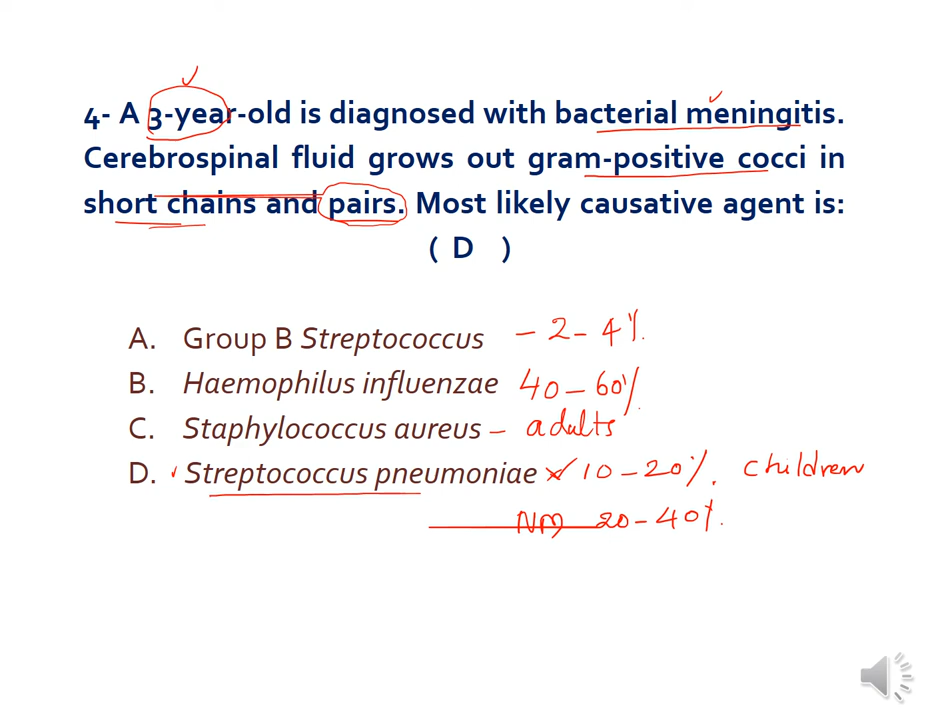 4- A 3-year-old is diagnosed with bacterial meningitis.
Cerebrospinal fluid grows out gram-positive cocci in
short chains and pairs. Most likely causative agent is:
( D )
A. Group B Streptococcus - 2 - 4%.
B. Haemophilus influenzae 40 - 60%
C. Staphylococcus aureus - adults
D. Streptococcus pneumoniae 10 - 20%. children
NM 20 - 40%.